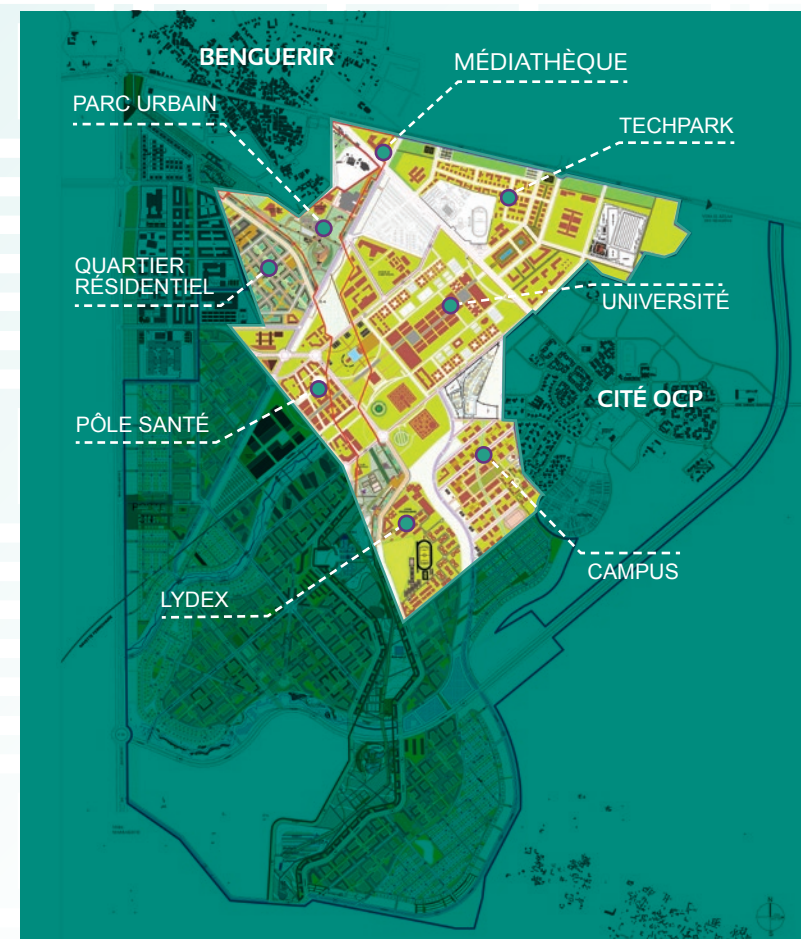 BENGUERIR
MÉDIATHÈQUE
PARC URBAIN
TECHPARK
QUARTIER
RÉSIDENTIEL
UNIVERSITÉ
CITÉ OCP
PÔLE SANTÉ
CAMPUS
LYDEX